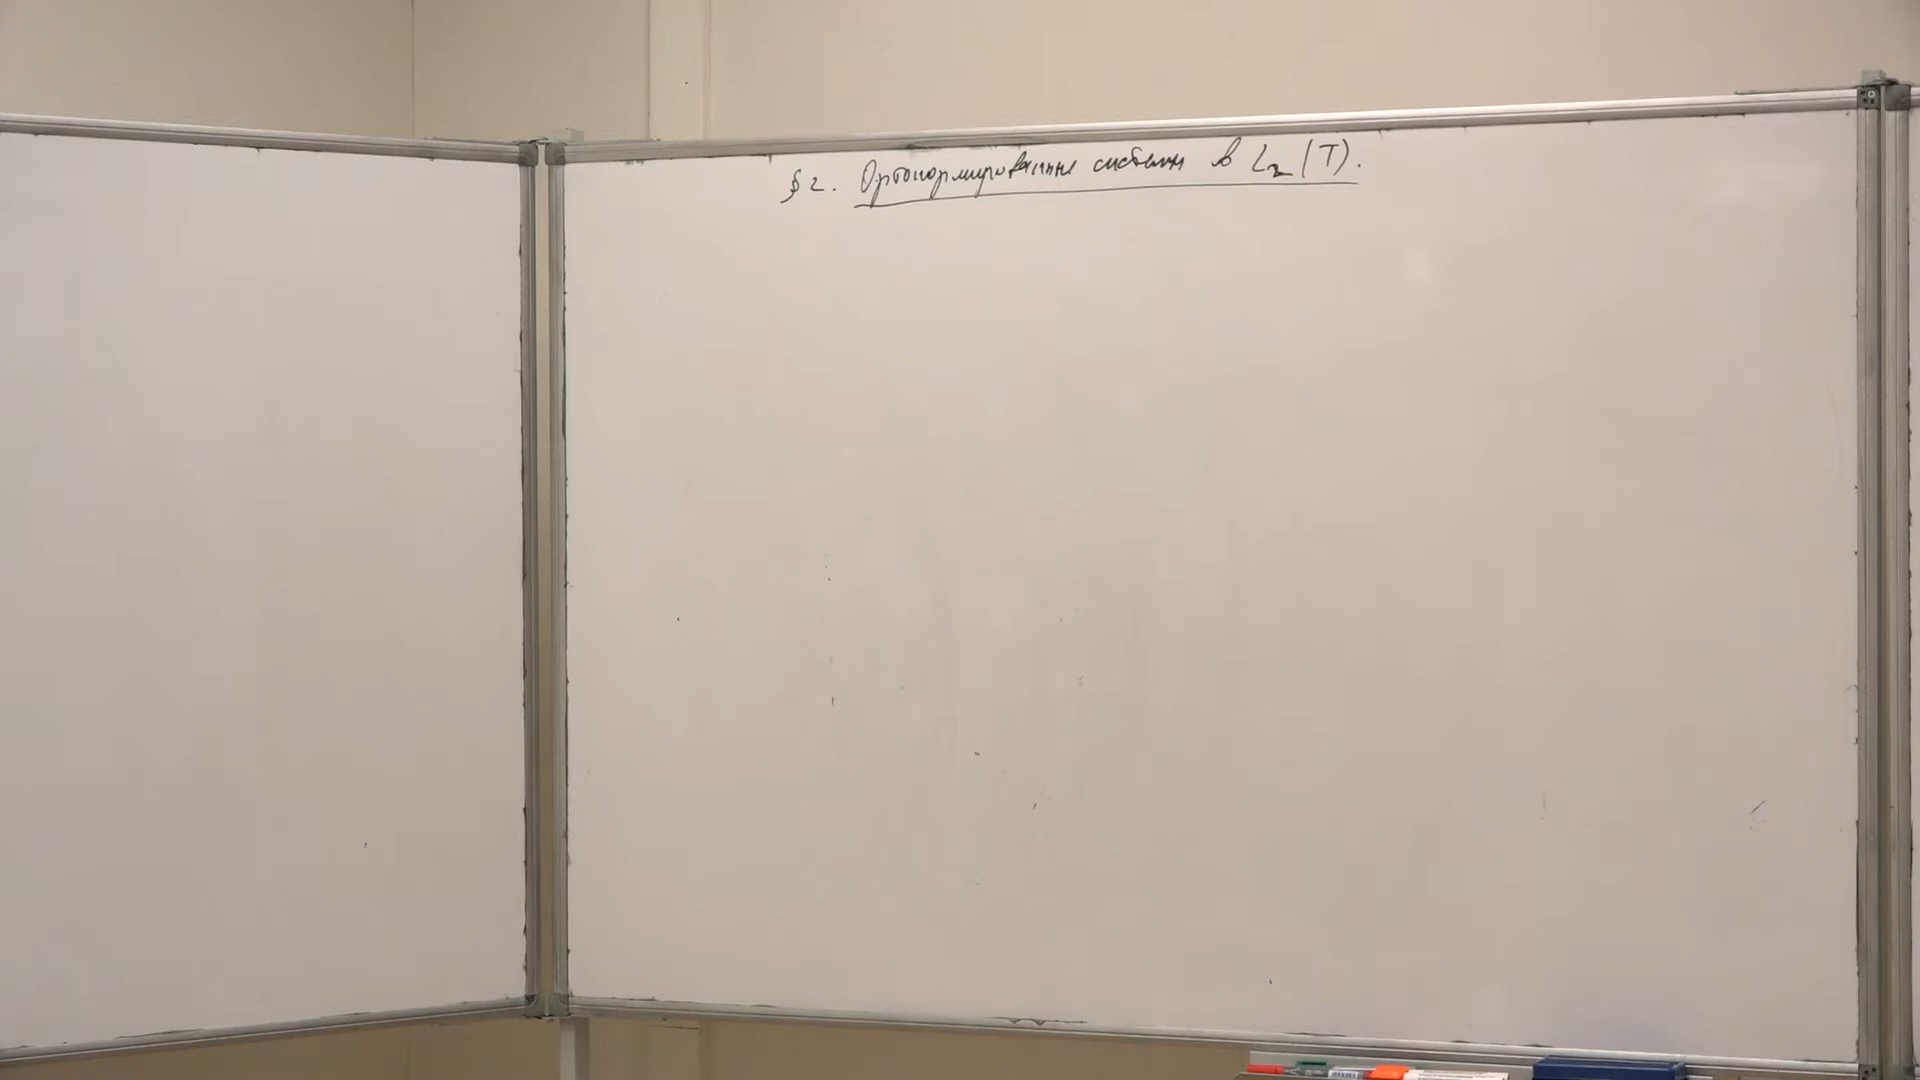 § 2. Ортонормированные системы в L₂(T).